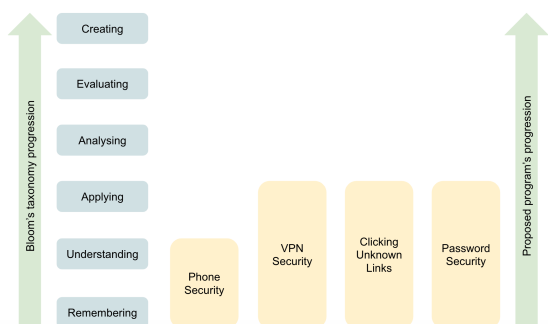 Bloom's taxonomy progression
Creating
Evaluating
Analysing
Applying
Understanding
Remembering
Phone
Security
VPN
Security
Clicking
Unknown
Links
Password
Security
Proposed program's progression